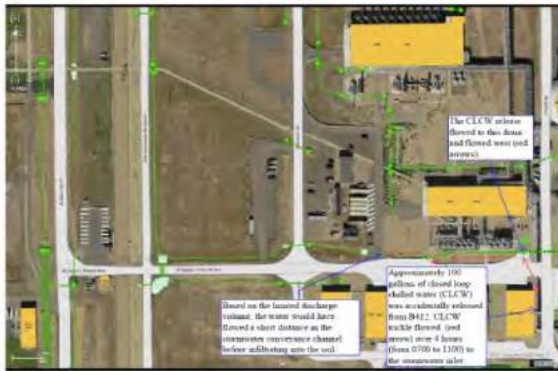 The CLCW release
flowed to this drain
and flowed west (red
arrows).
Based on the limited discharge
volume, the water would have
flowed a short distance in the
stormwater conveyance channel
before infiltrating into the soil.
Approximately 100
gallons of closed loop
chilled water (CLCW)
was accidentally released
from B412. CLCW
trickle flowed (red
arrow) over 4 hours
(from 0700 to 1100) to
the stormwater inlet.